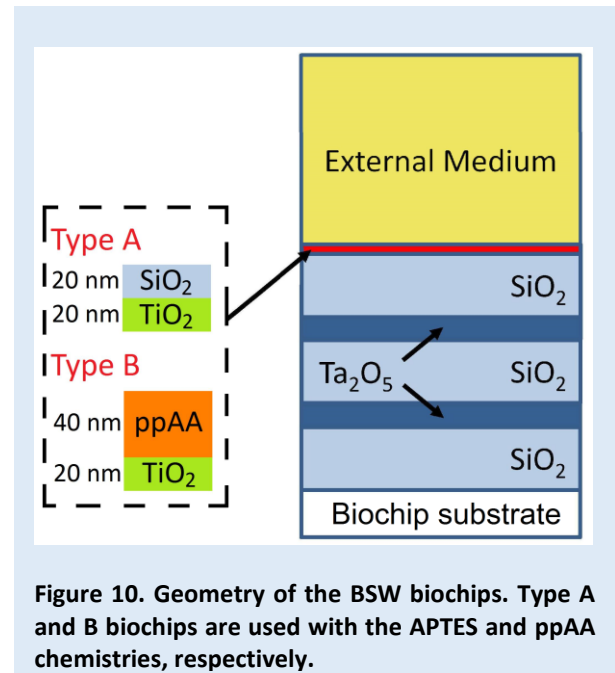 External Medium
Type A
20 nm SiO₂
20 nm TiO₂
Type B
40 nm ppAA
20 nm TiO₂
SiO₂
Ta₂O₅
SiO₂
SiO₂
Biochip substrate
Figure 10. Geometry of the BSW biochips. Type A
and B biochips are used with the APTES and ppAA
chemistries, respectively.